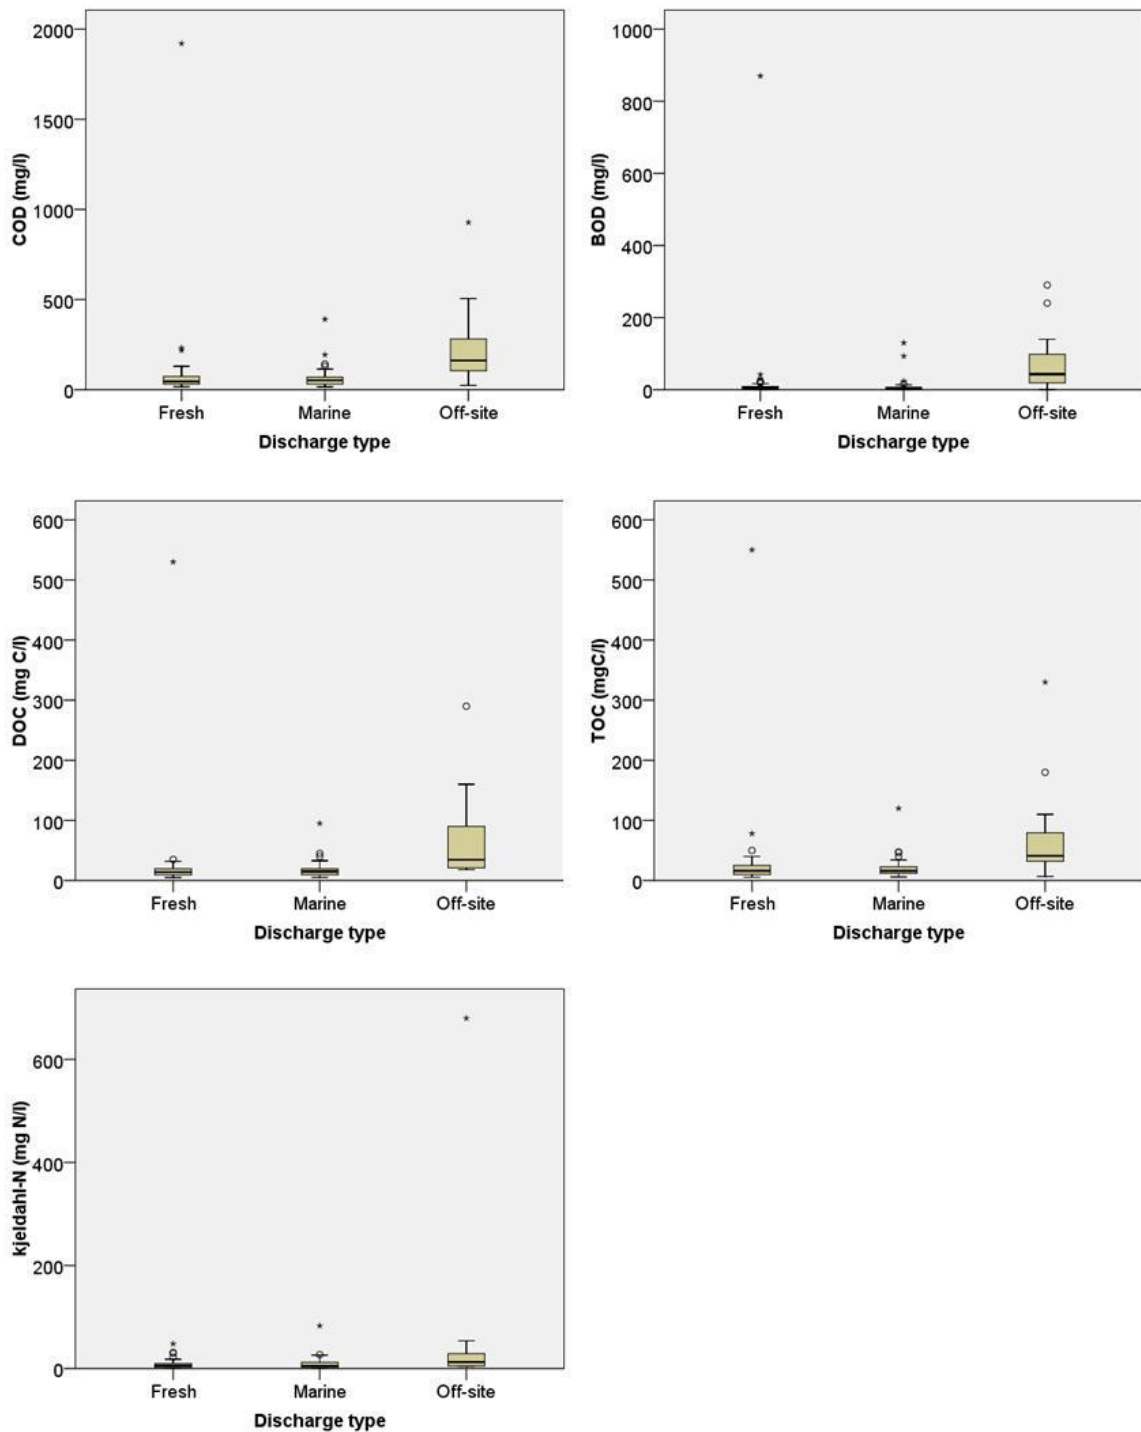 COD (mg/l)
2000
1500
1000
500
0
Fresh Marine Off-site
Discharge type
BOD (mg/l)
1000
800
600
400
200
0
Fresh Marine Off-site
Discharge type
DOC (mg C/l)
600
500
400
300
200
100
0
Fresh Marine Off-site
Discharge type
TOC (mgC/l)
600
500
400
300
200
100
0
Fresh Marine Off-site
Discharge type
kjeldahl-N (mg N/l)
600
400
200
0
Fresh Marine Off-site
Discharge type